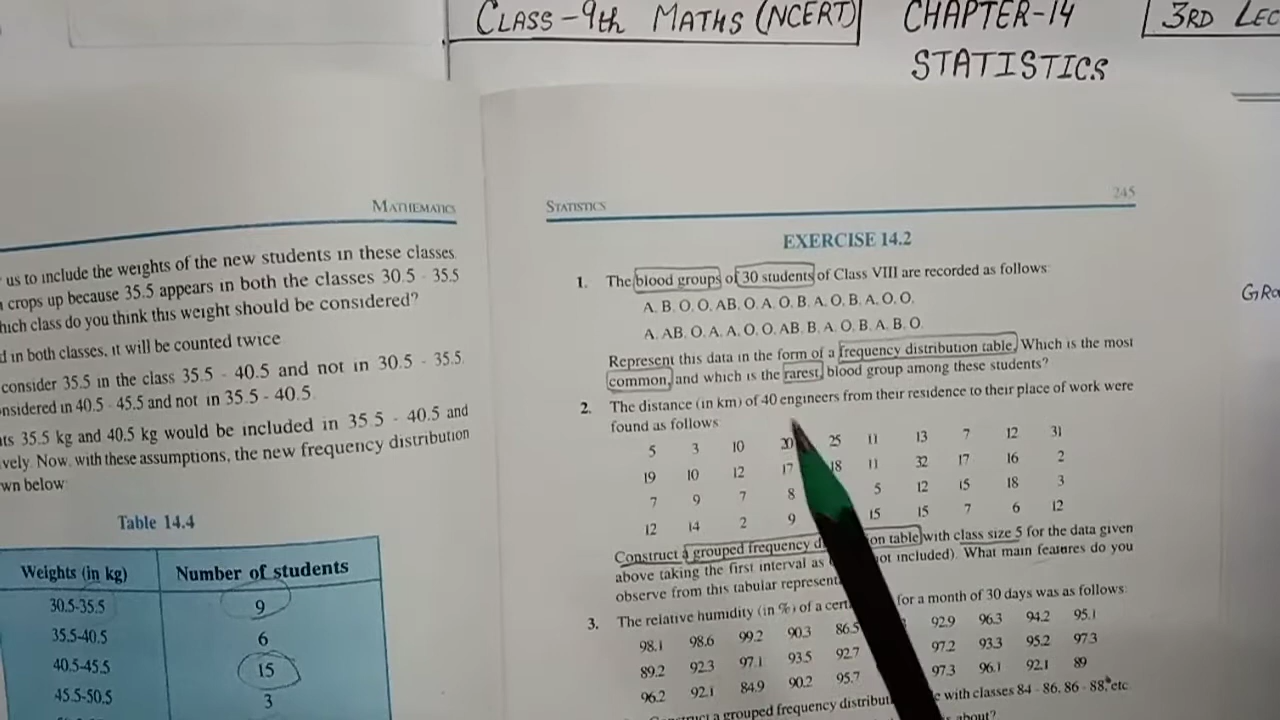 CLASS-9th MATHS (NCERT)
CHAPTER-14
3RD LEC
STATISTICS
MATHEMATICS
us to include the weights of the new students in these classes.
crops up because 35.5 appears in both the classes 30.5 - 35.5
hich class do you think this weight should be considered?
d in both classes, it will be counted twice
consider 35.5 in the class 35.5 - 40.5 and not in 30.5 - 35.5.
nsidered in 40.5 - 45.5 and not in 35.5 - 40.5.
ts 35.5 kg and 40.5 kg would be included in 35.5 - 40.5 and
vely. Now, with these assumptions, the new frequency distribution
wn below:
Table 14.4
Weights (in kg) Number of students
30.5-35.5 9
35.5-40.5 6
40.5-45.5 15
45.5-50.5 3
STATISTICS 245
EXERCISE 14.2
1. The blood groups of 30 students of Class VIII are recorded as follows:
A, B, O, O, AB, O, A, O, B, A, O, B, A, O, O,
A, AB, O, A, A, O, O, AB, B, A, O, B, A, B, O.
Represent this data in the form of a frequency distribution table. Which is the most
common, and which is the rarest, blood group among these students?
2. The distance (in km) of 40 engineers from their residence to their place of work were
found as follows:
5 3 10 20 25 11 13 7 12 31
19 10 12 17 18 11 32 17 16 2
7 9 7 8 5 12 15 18 3
12 14 2 9 15 15 7 6 12
Construct a grouped frequency d on table with class size 5 for the data given
above taking the first interval as ot included). What main features do you
observe from this tabular represent
3. The relative humidity (in %) of a cert for a month of 30 days was as follows:
98.1 98.6 99.2 90.3 86.5 92.9 96.3 94.2 95.1
89.2 92.3 97.1 93.5 92.7 97.2 93.3 95.2 97.3
96.2 92.1 84.9 90.2 95.7 97.3 96.1 92.1 89
uct a grouped frequency distribut e with classes 84 - 86, 86 - 88, etc.
about?